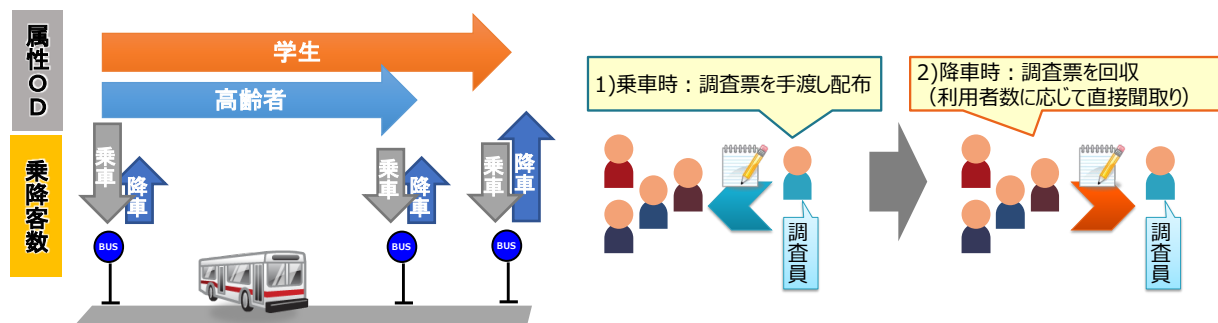 属性OD
学生
高齢者
乗降客数
乗車
降車
乗車
降車
乗車
降車
BUS
BUS
BUS
1)乗車時：調査票を手渡し配布
調査員
2)降車時：調査票を回収
（利用者数に応じて直接聞取り）
調査員